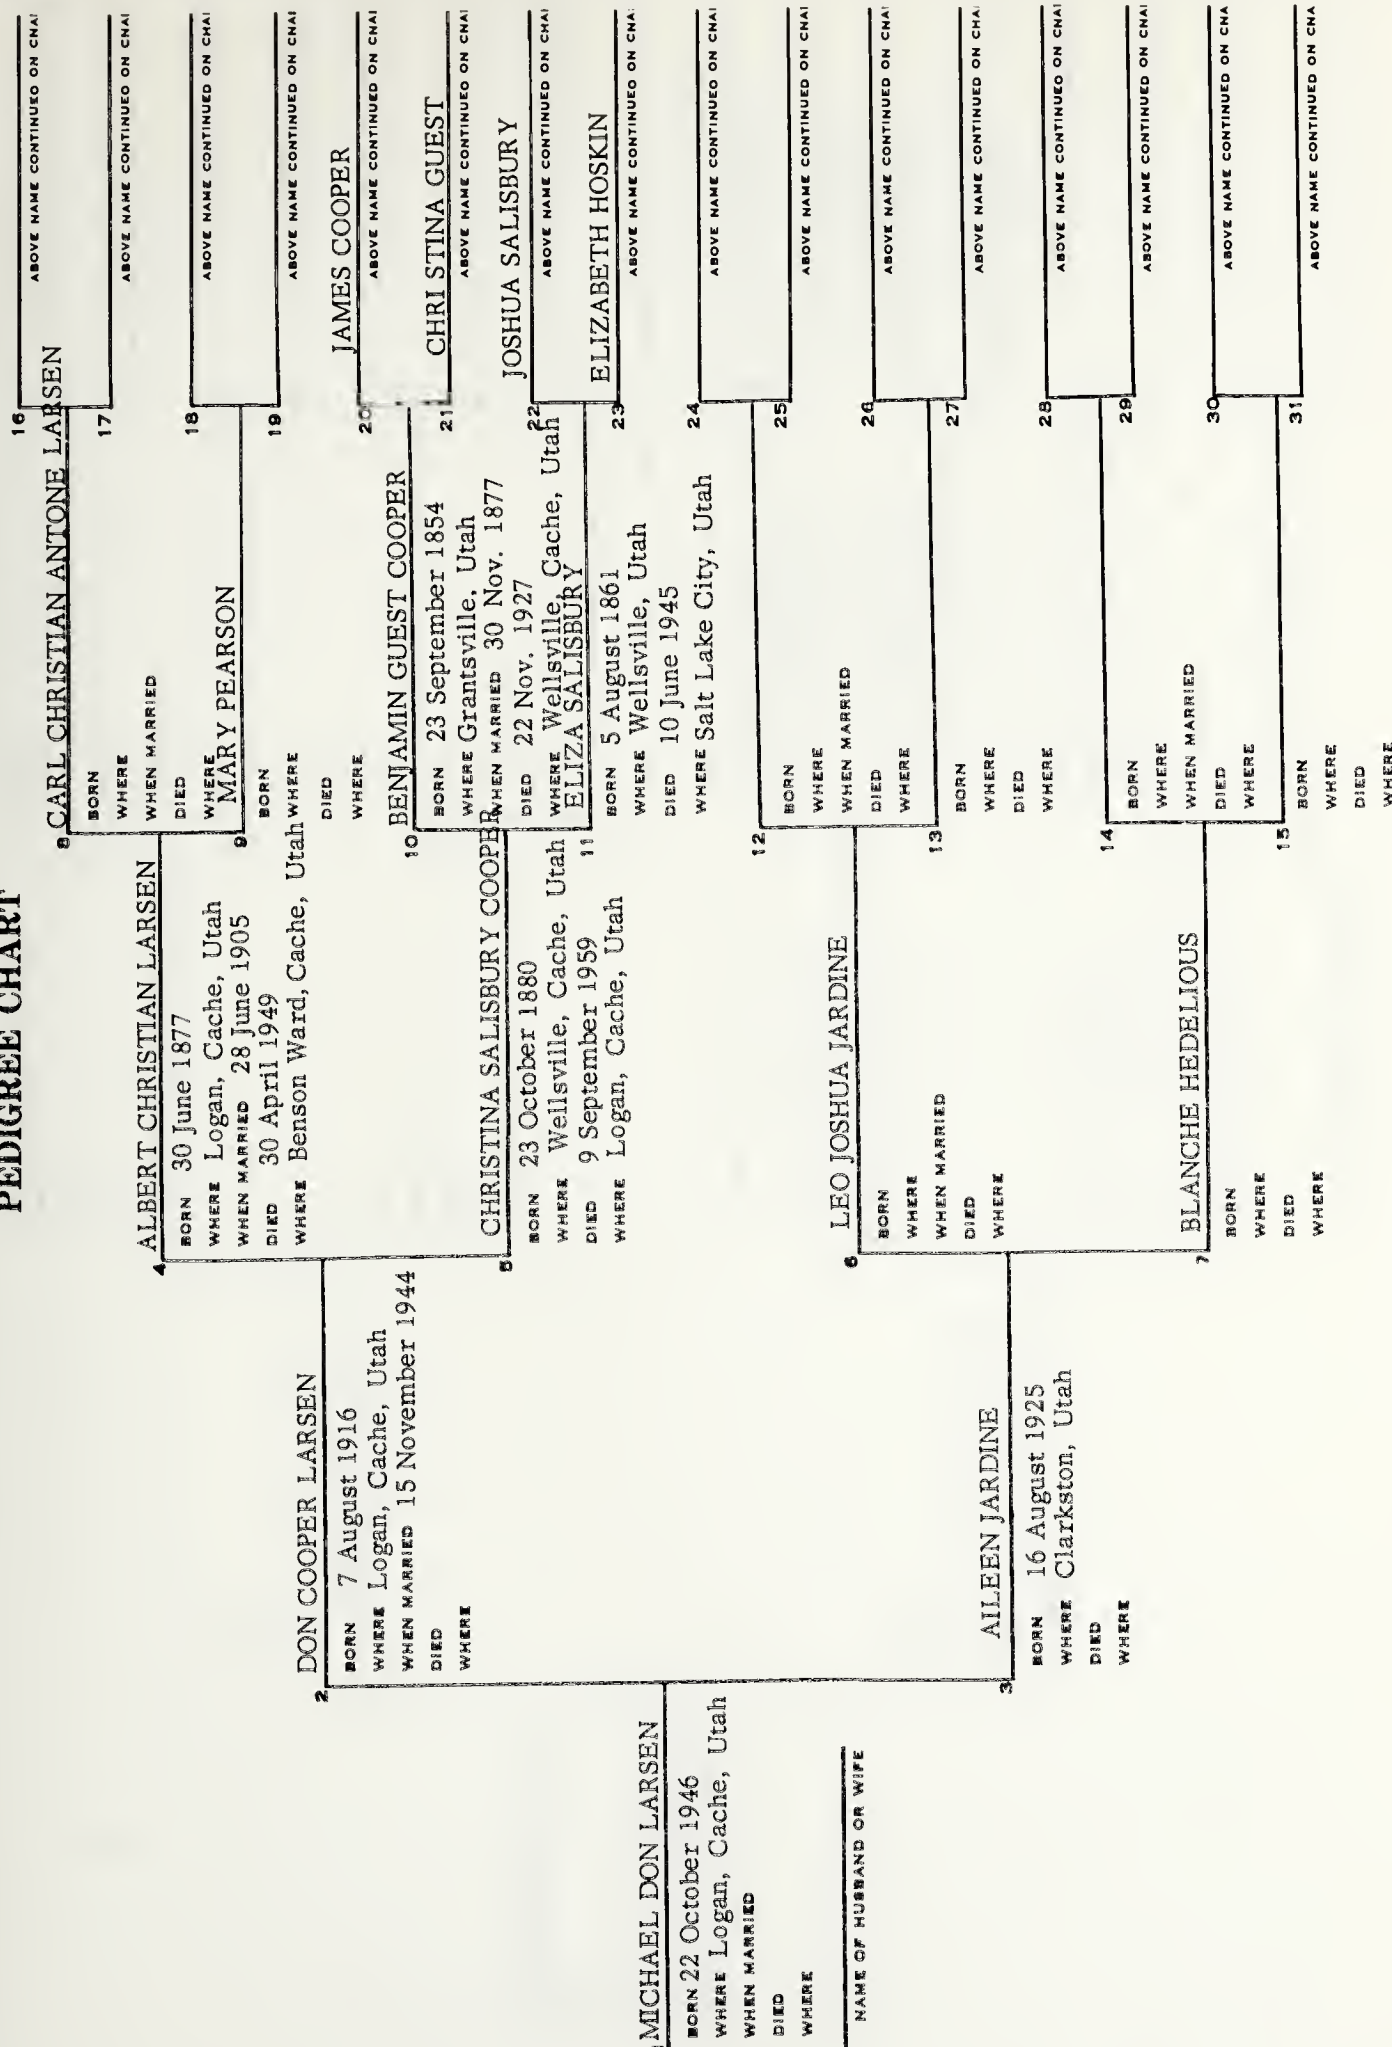 PEDIGREE CHART
MICHAEL DON LARSEN
BORN 22 October 1946
WHERE Logan, Cache, Utah
WHEN MARRIED
DIED
WHERE
NAME OF HUSBAND OR WIFE
2
DON COOPER LARSEN
BORN 7 August 1916
WHERE Logan, Cache, Utah
WHEN MARRIED 15 November 1944
DIED
WHERE
3
AILEEN JARDINE
BORN 16 August 1925
WHERE Clarkston, Utah
DIED
WHERE
4
ALBERT CHRISTIAN LARSEN
BORN 30 June 1877
WHERE Logan, Cache, Utah
WHEN MARRIED 28 June 1905
DIED 30 April 1949
WHERE Benson Ward, Cache, Utah
5
CHRISTINA SALISBURY COOPER
BORN 23 October 1880
WHERE Wellsville, Cache, Utah
DIED 9 September 1959
WHERE Logan, Cache, Utah
6
LEO JOSHUA JARDINE
BORN
WHERE
WHEN MARRIED
DIED
WHERE
7
BLANCHE HEDELIOUS
BORN
WHERE
DIED
WHERE
8
CARL CHRISTIAN ANTONE LARSEN
BORN
WHERE
WHEN MARRIED
DIED
WHERE
9
MARY PEARSON
BORN
WHERE
DIED
WHERE
10
BENJAMIN GUEST COOPER
BORN 23 September 1854
WHERE Grantsville, Utah
WHEN MARRIED 30 Nov. 1877
DIED 22 Nov. 1927
WHERE Wellsville, Cache, Utah
11
ELIZA SALISBURY
BORN 5 August 1861
WHERE Wellsville, Utah
DIED 10 June 1945
WHERE Salt Lake City, Utah
12
BORN
WHERE
WHEN MARRIED
DIED
WHERE
13
BORN
WHERE
DIED
WHERE
14
BORN
WHERE
WHEN MARRIED
DIED
WHERE
15
BORN
WHERE
DIED
WHERE
16
ABOVE NAME CONTINUED ON CHA
17
ABOVE NAME CONTINUED ON CHA
18
ABOVE NAME CONTINUED ON CHA
19
ABOVE NAME CONTINUED ON CHA
20
JAMES COOPER
ABOVE NAME CONTINUED ON CHA
21
CHRI STINA GUEST
ABOVE NAME CONTINUED ON CHA
22
JOSHUA SALISBURY
ABOVE NAME CONTINUED ON CHA
23
ELIZABETH HOSKIN
ABOVE NAME CONTINUED ON CHA
24
ABOVE NAME CONTINUED ON CHA
25
ABOVE NAME CONTINUED ON CHA
26
ABOVE NAME CONTINUED ON CHA
27
ABOVE NAME CONTINUED ON CHA
28
ABOVE NAME CONTINUED ON CHA
29
ABOVE NAME CONTINUED ON CHA
30
ABOVE NAME CONTINUED ON CHA
31
ABOVE NAME CONTINUED ON CHA